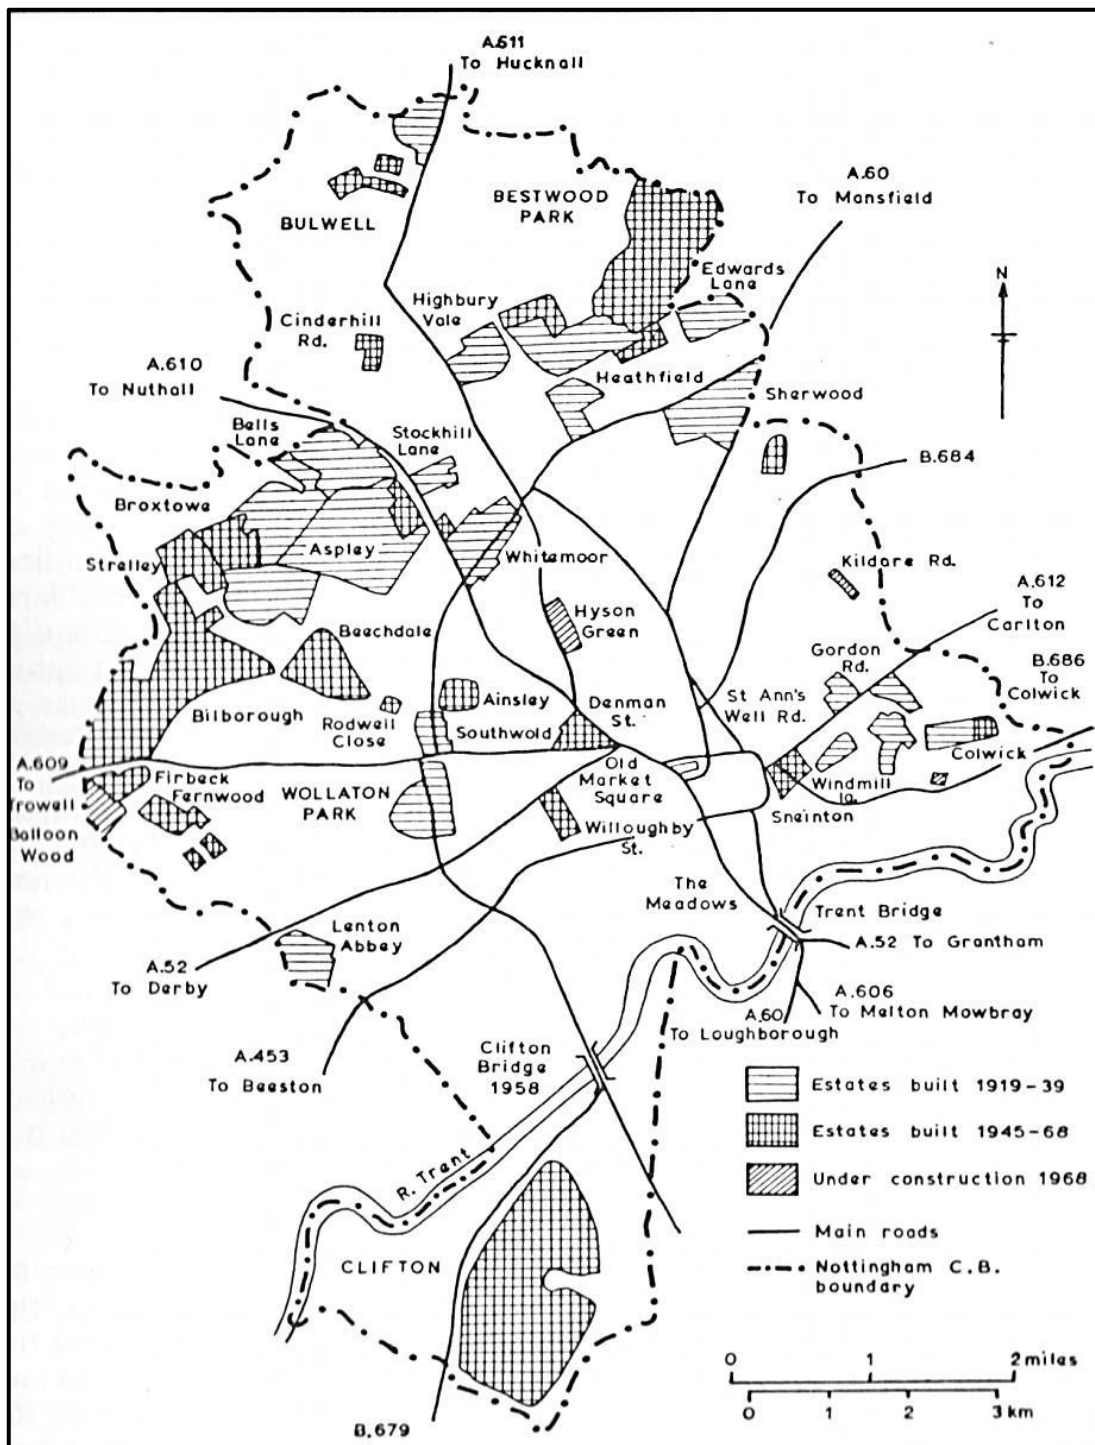 A.611
To Hucknall
A.60
To Mansfield
BESTWOOD
PARK
BULWELL
Edwards
Lane
N
Highbury
Vale
Cinderhill
Rd.
A.610
To Nuthall
Heathfield
Sherwood
Bells
Lane
Stockhill
Lane
B.684
Broxtowe
Aspley
Whitemoor
Strelley
Kildare Rd.
A.612
To
Carlton
Hyson
Green
Beechdale
Gordon
Rd.
B.686
To
Colwick
Bilborough
Rodwell
Close
Ainsley
Southwold
Denman
St.
St Ann's
Well Rd.
Colwick
A.609
To
Trowell
Firbeck
Fernwood
WOLLATON
PARK
Old
Market
Square
Windmill
la.
Balloon
Wood
Willoughby
St.
Sneinton
The
Meadows
Trent Bridge
Lenton
Abbey
A.52 To Grantham
A.52
To Derby
A.606
To Melton Mowbray
A.60
To Loughborough
A.453
To Beeston
Clifton
Bridge
1958
Estates built 1919-39
Estates built 1945-68
R. Trent
Under construction 1968
Main roads
CLIFTON
Nottingham C.B.
boundary
0 1 2 miles
0 1 2 3 km
B.679